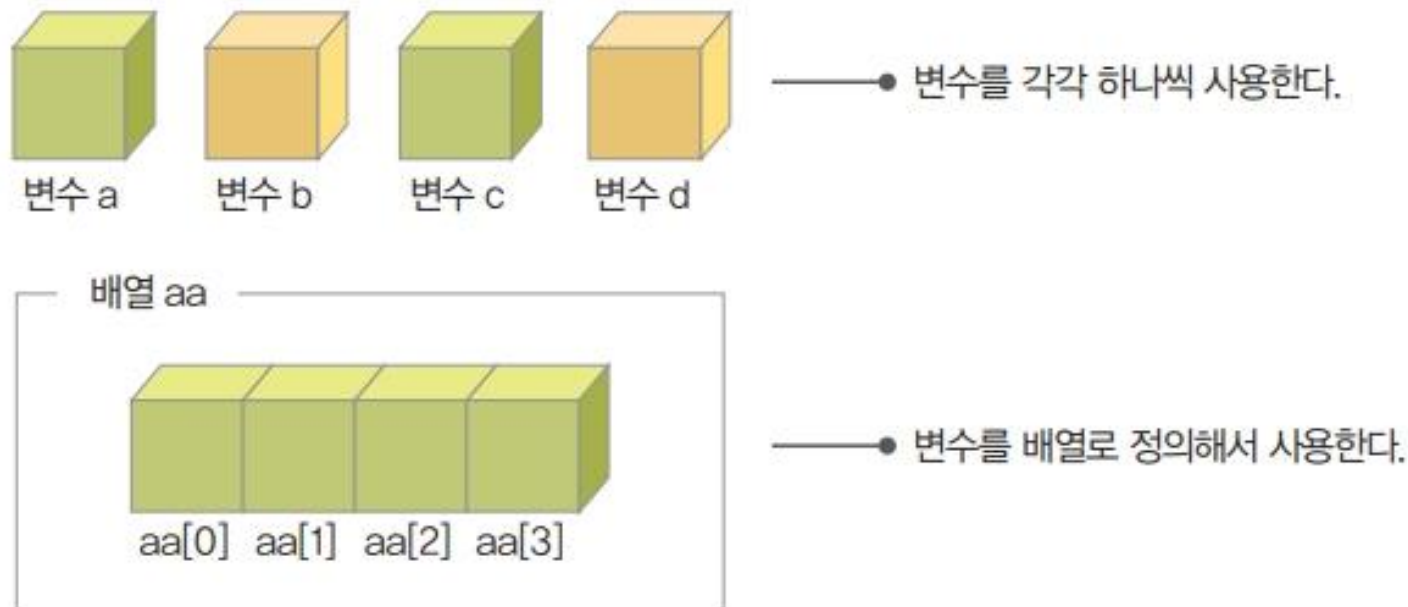 변수를 각각 하나씩 사용한다.
변수 a 변수 b 변수 c 변수 d
배열 aa
변수를 배열로 정의해서 사용한다.
aa[0] aa[1] aa[2] aa[3]